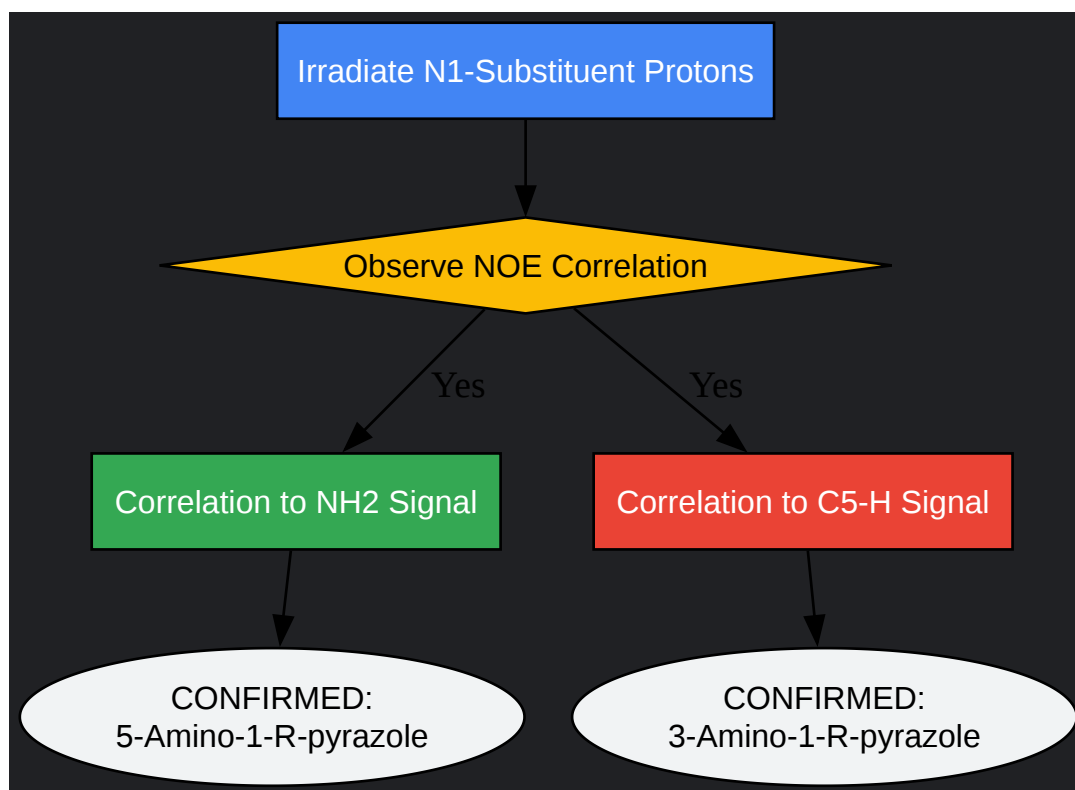 Irradiate N1-Substituent Protons
Observe NOE Correlation
Yes
Yes
Correlation to NH2 Signal
Correlation to C5-H Signal
CONFIRMED:
5-Amino-1-R-pyrazole
CONFIRMED:
3-Amino-1-R-pyrazole